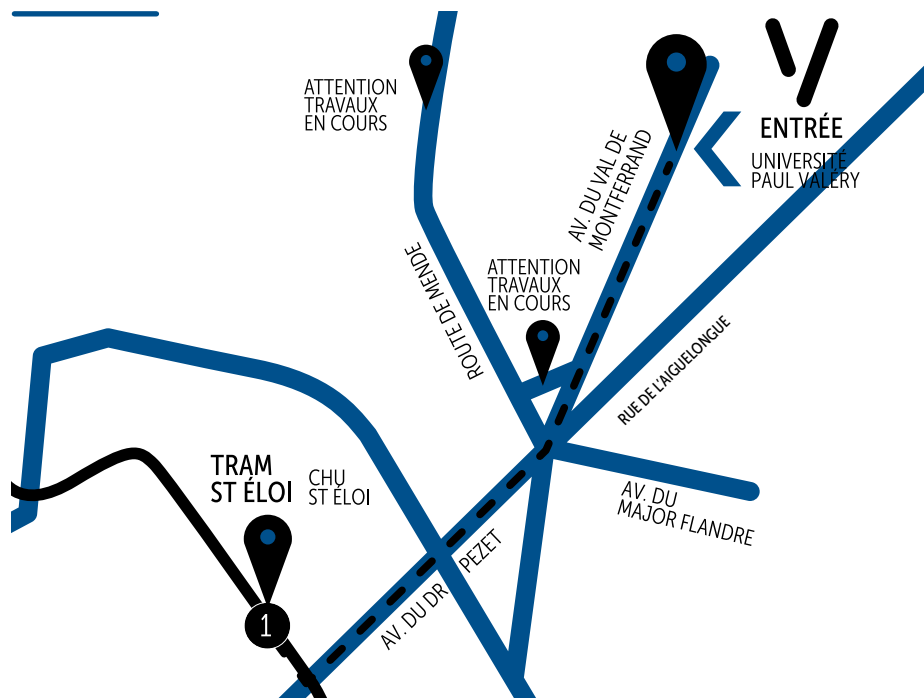 ATTENTION
TRAVAUX
EN COURS
ENTRÉE
UNIVERSITÉ
PAUL VALÉRY
AV. DU VAL DE
MONTFERRAND
ROUTE DE MENDE
ATTENTION
TRAVAUX
EN COURS
RUE DE L'AIGUELONGUE
TRAM
ST ÉLOI
CHU
ST ÉLOI
AV. DU
MAJOR FLANDRE
AV. DU DR PEZET
1